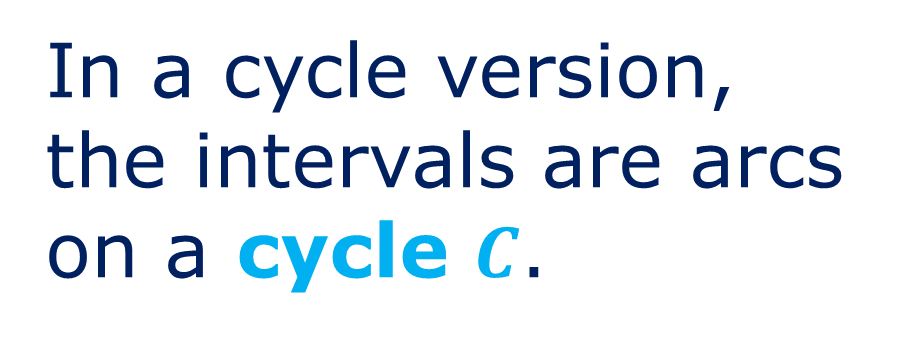 In a cycle version,
the intervals are arcs
on a cycle C.